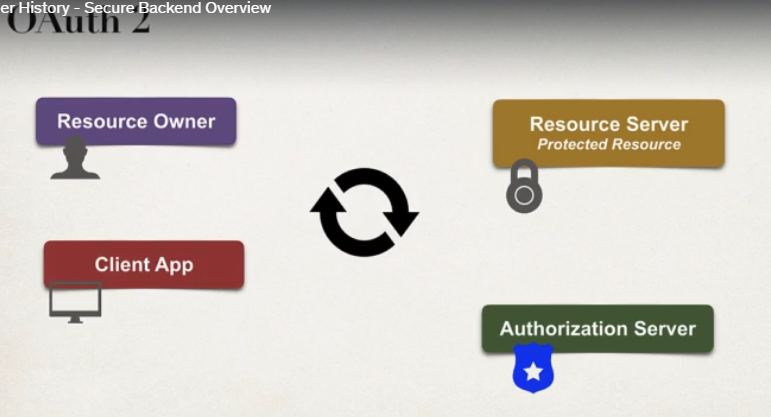 er History - Secure Backend Overview
OAuth 2
Resource Owner
Resource Server
Protected Resource
Client App
Authorization Server